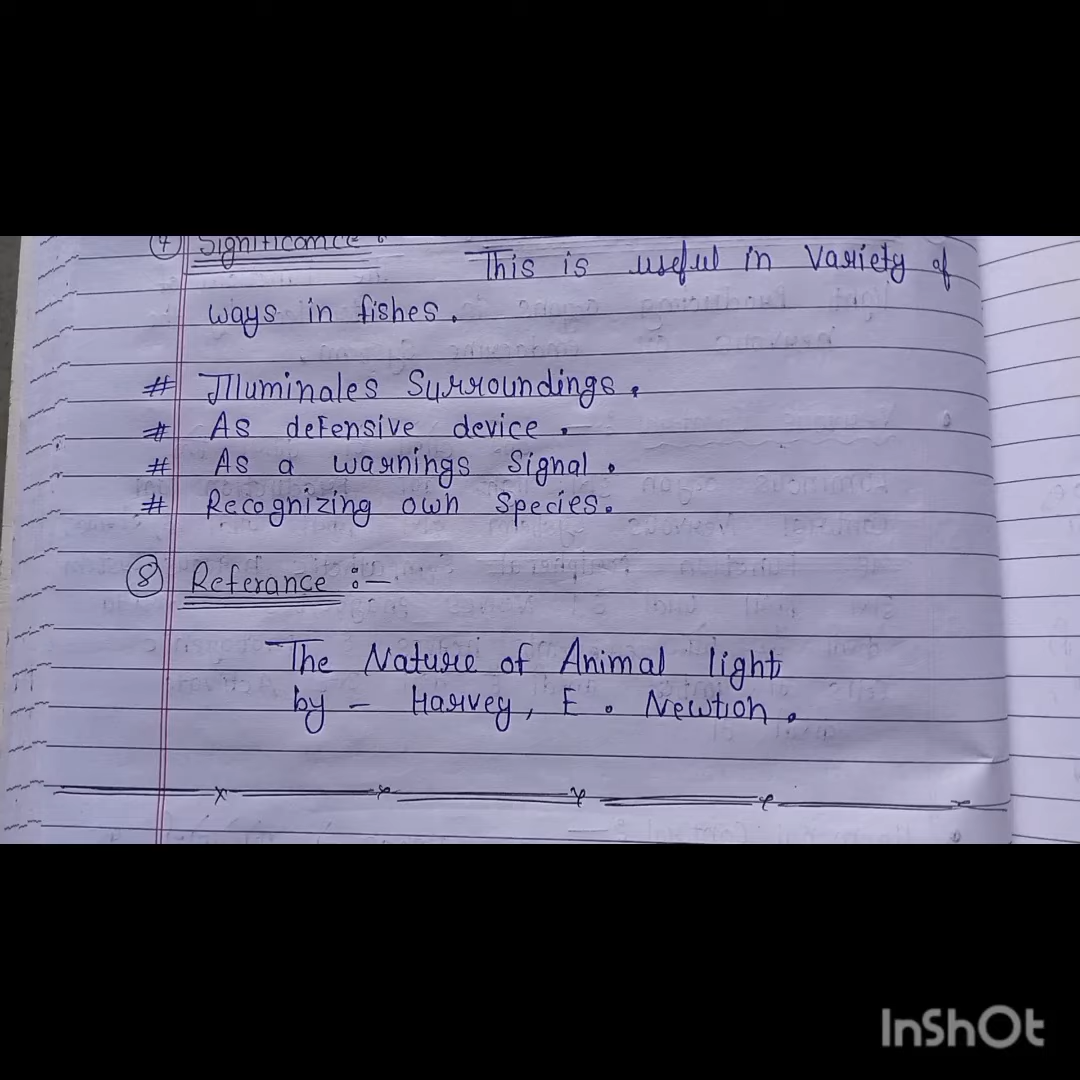 7 Significance :
This is useful in Variety of
ways in fishes.
# Illuminales Surroundings.
# As defensive device.
# As a warnings Signal.
# Recognizing own Species.
8 Referance :-
The Nature of Animal light
by - Harvey, E. Newtion.
InShOt